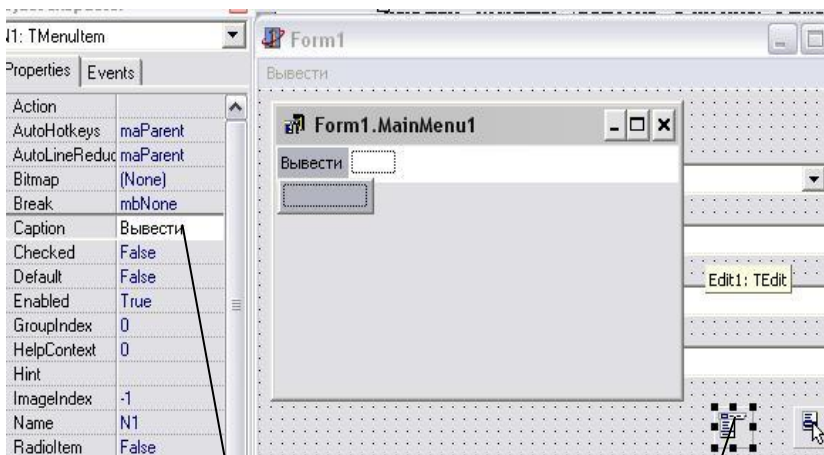 N1: TMenuItem
Properties Events
Action
AutoHotkeys maParent
AutoLineReduc maParent
Bitmap (None)
Break mbNone
Caption Вывести
Checked False
Default False
Enabled True
GroupIndex 0
HelpContext 0
Hint
ImageIndex -1
Name N1
RadioItem False
Form1
Вывести
Form1.MainMenu1
Вывести
Edit1: TEdit